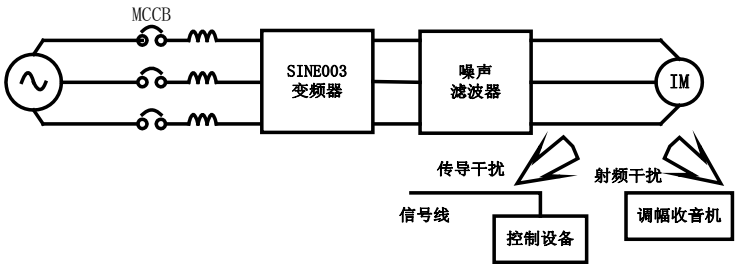 MCCB
SINE003
变频器
噪声
滤波器
IM
传导干扰
射频干扰
信号线
控制设备
调幅收音机